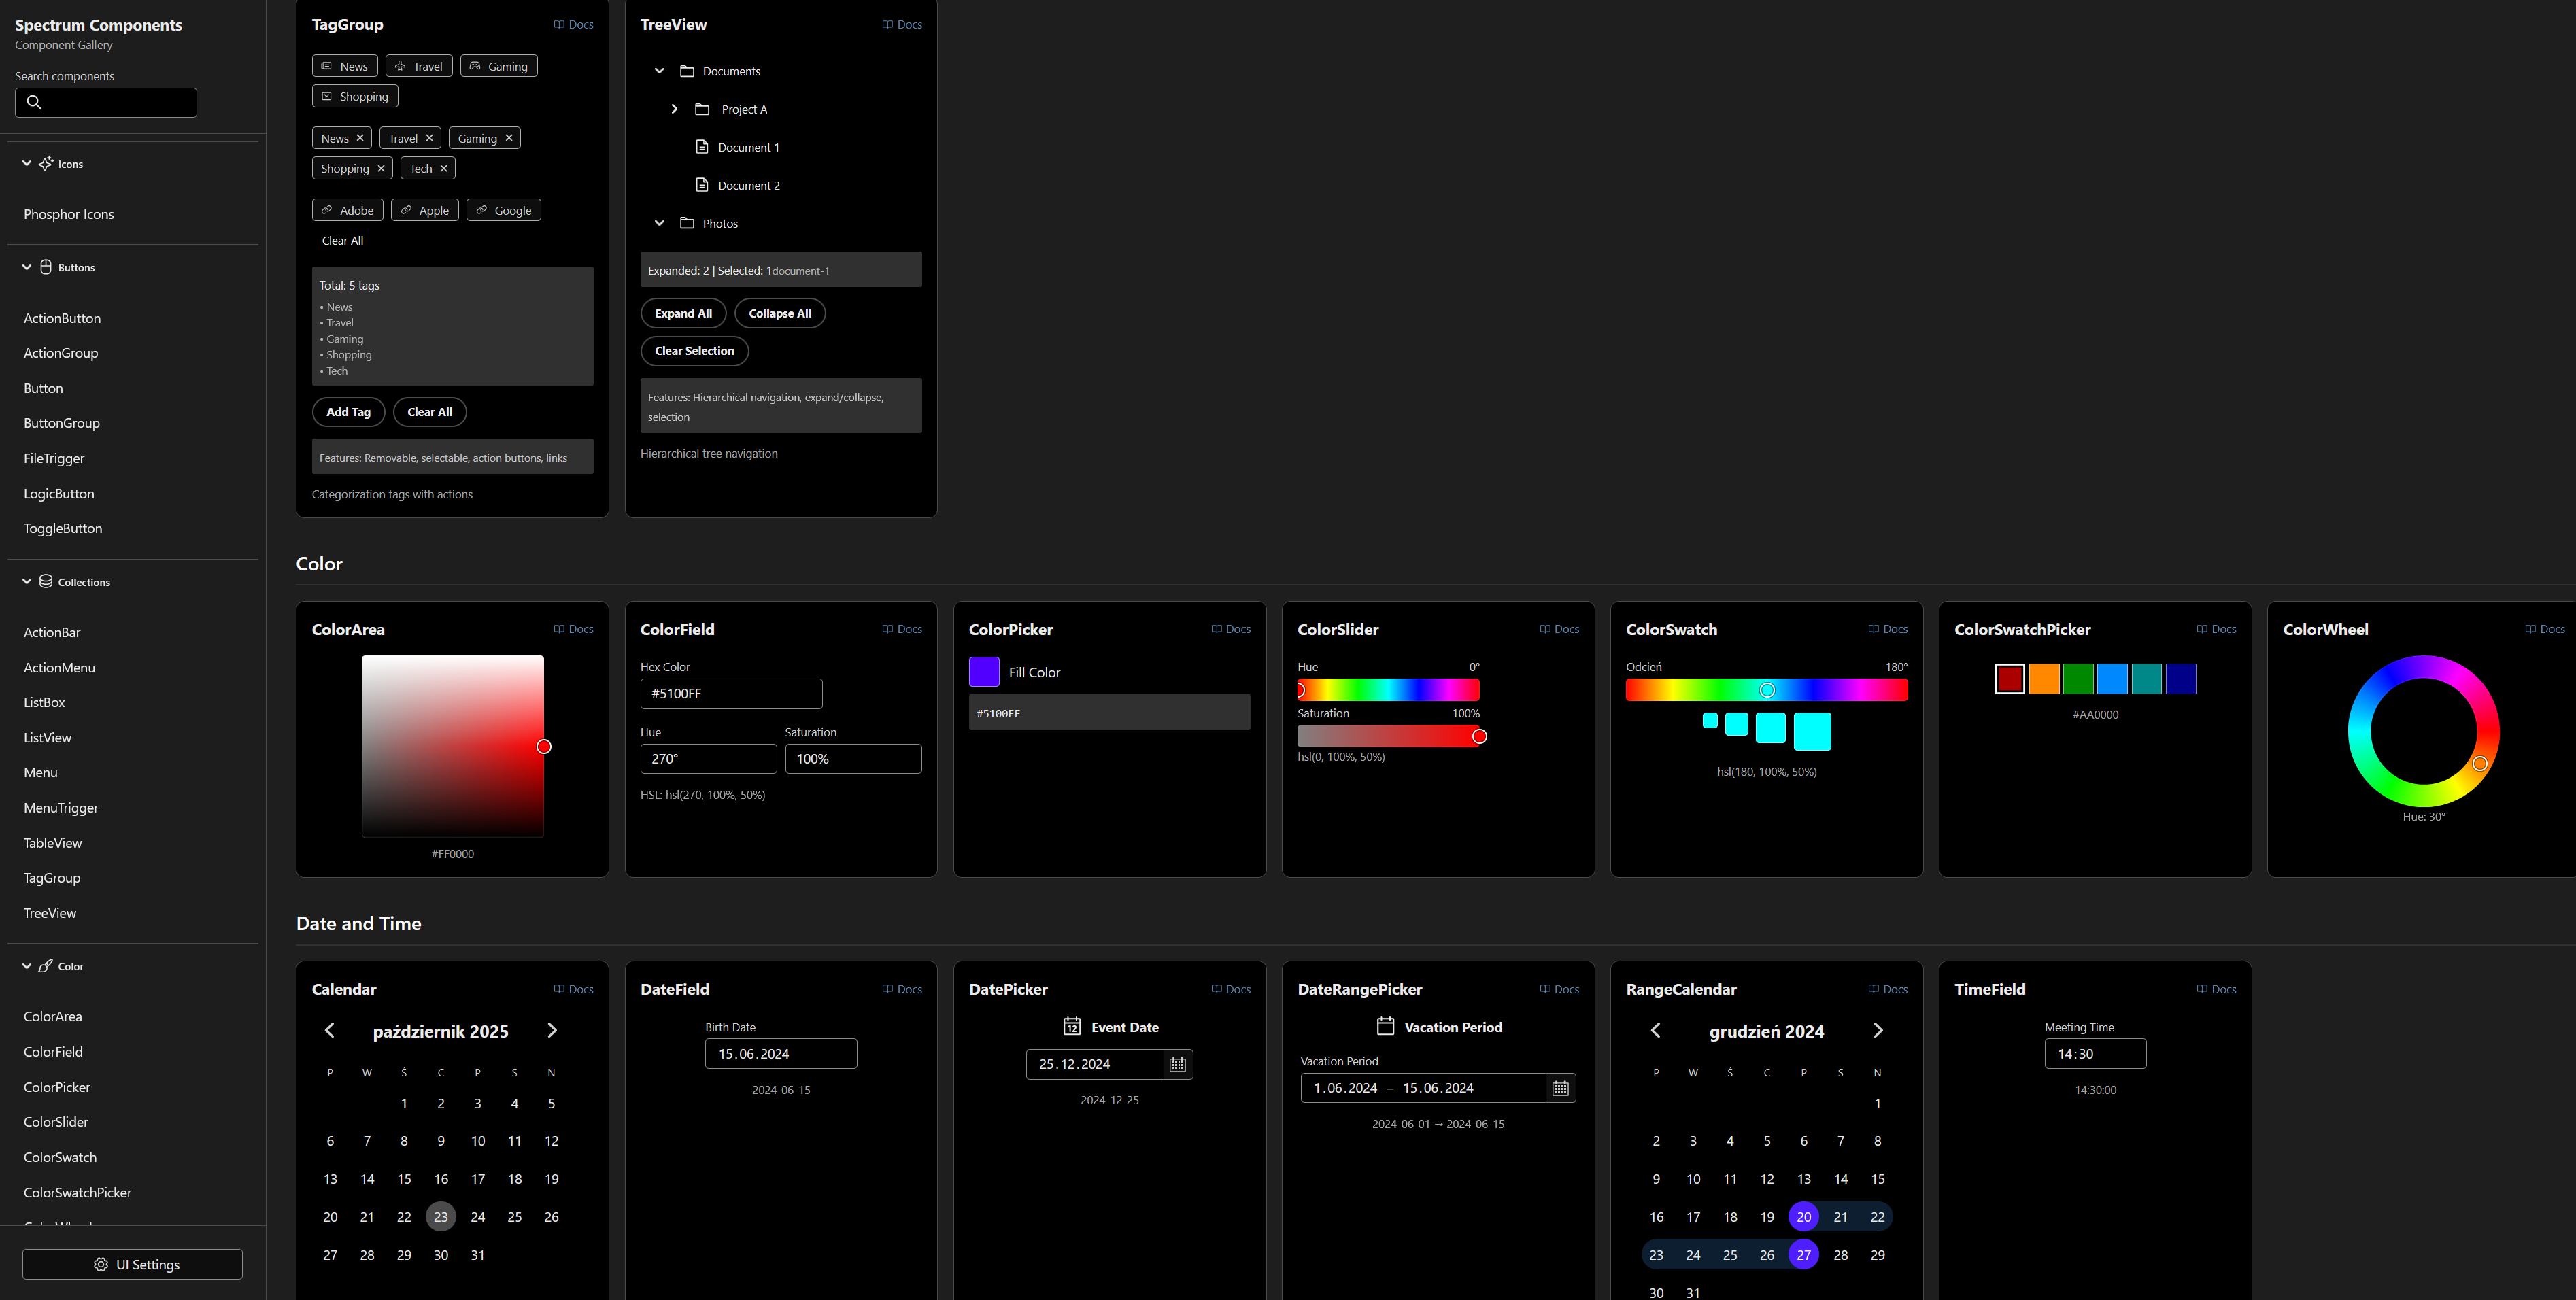 Spectrum Components
Component Gallery
Search components
Icons
Phosphor Icons
Buttons
ActionButton
ActionGroup
Button
ButtonGroup
FileTrigger
LogicButton
ToggleButton
Collections
ActionBar
ActionMenu
ListBox
ListView
Menu
MenuTrigger
TableView
TagGroup
TreeView
Color
ColorArea
ColorField
ColorPicker
ColorSlider
ColorSwatch
ColorSwatchPicker
UI Settings
TagGroup Docs
News Travel Gaming
Shopping
News Travel Gaming
Shopping Tech
Adobe Apple Google
Clear All
Total: 5 tags
• News
• Travel
• Gaming
• Shopping
• Tech
Add Tag Clear All
Features: Removable, selectable, action buttons, links
Categorization tags with actions
TreeView Docs
Documents
Project A
Document 1
Document 2
Photos
Expanded: 2 | Selected: 1document-1
Expand All Collapse All
Clear Selection
Features: Hierarchical navigation, expand/collapse,
selection
Hierarchical tree navigation
Color
ColorArea Docs
#FF0000
ColorField Docs
Hex Color
#5100FF
Hue Saturation
270° 100%
HSL: hsl(270, 100%, 50%)
ColorPicker Docs
Fill Color
#5100FF
ColorSlider Docs
Hue 0°
Saturation 100%
hsl(0, 100%, 50%)
ColorSwatch Docs
Odcień 180°
hsl(180, 100%, 50%)
ColorSwatchPicker Docs
#AA0000
ColorWheel Docs
Hue: 30°
Date and Time
Calendar Docs
październik 2025
P W Ś C P S N
1 2 3 4 5
6 7 8 9 10 11 12
13 14 15 16 17 18 19
20 21 22 23 24 25 26
27 28 29 30 31
DateField Docs
Birth Date
15.06.2024
2024-06-15
DatePicker Docs
12 Event Date
25.12.2024
2024-12-25
DateRangePicker Docs
Vacation Period
Vacation Period
1.06.2024 – 15.06.2024
2024-06-01 → 2024-06-15
RangeCalendar Docs
grudzień 2024
P W Ś C P S N
1
2 3 4 5 6 7 8
9 10 11 12 13 14 15
16 17 18 19 20 21 22
23 24 25 26 27 28 29
30 31
TimeField Docs
Meeting Time
14:30
14:30:00